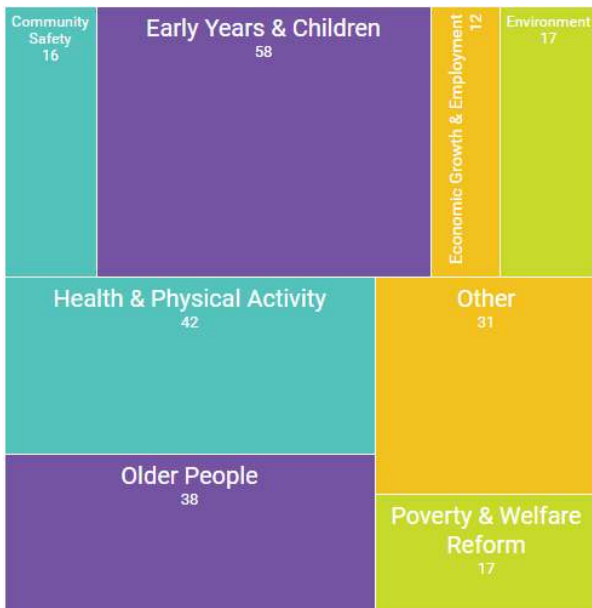 Community
Safety
16
Early Years & Children
58
Economic Growth & Employment
12
Environment
17
Health & Physical Activity
42
Other
31
Older People
38
Poverty & Welfare
Reform
17